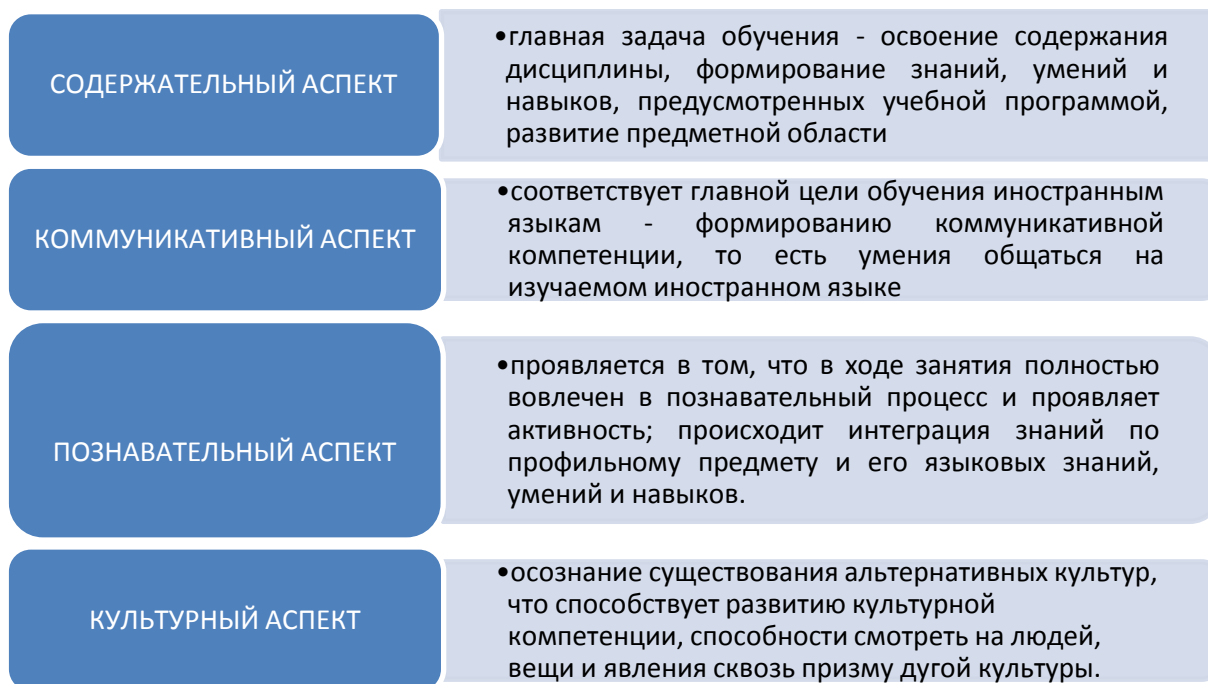 СОДЕРЖАТЕЛЬНЫЙ АСПЕКТ
•главная задача обучения - освоение содержания
дисциплины, формирование знаний, умений и
навыков, предусмотренных учебной программой,
развитие предметной области
КОММУНИКАТИВНЫЙ АСПЕКТ
•соответствует главной цели обучения иностранным
языкам - формированию коммуникативной
компетенции, то есть умения общаться на
изучаемом иностранном языке
ПОЗНАВАТЕЛЬНЫЙ АСПЕКТ
•проявляется в том, что в ходе занятия полностью
вовлечен в познавательный процесс и проявляет
активность; происходит интеграция знаний по
профильному предмету и его языковых знаний,
умений и навыков.
КУЛЬТУРНЫЙ АСПЕКТ
•осознание существования альтернативных культур,
что способствует развитию культурной
компетенции, способности смотреть на людей,
вещи и явления сквозь призму дугой культуры.